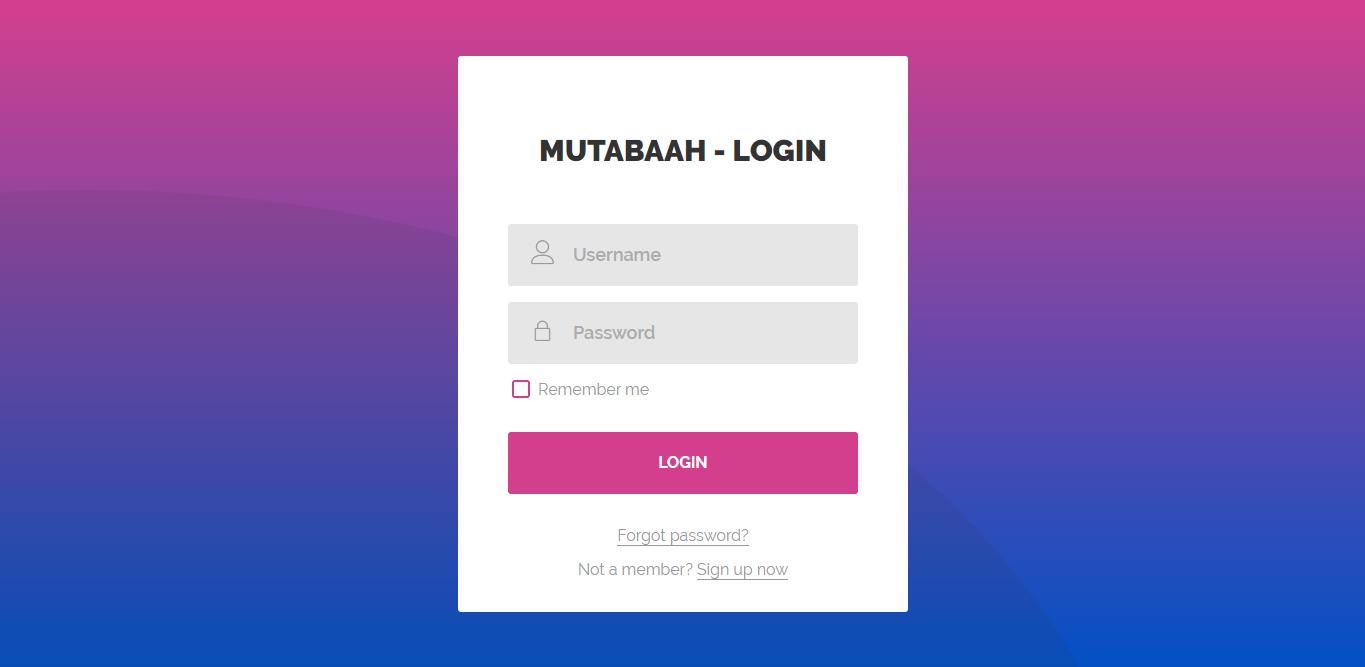 MUTABAAH - LOGIN
Username
Password
Remember me
LOGIN
Forgot password?
Not a member? Sign up now